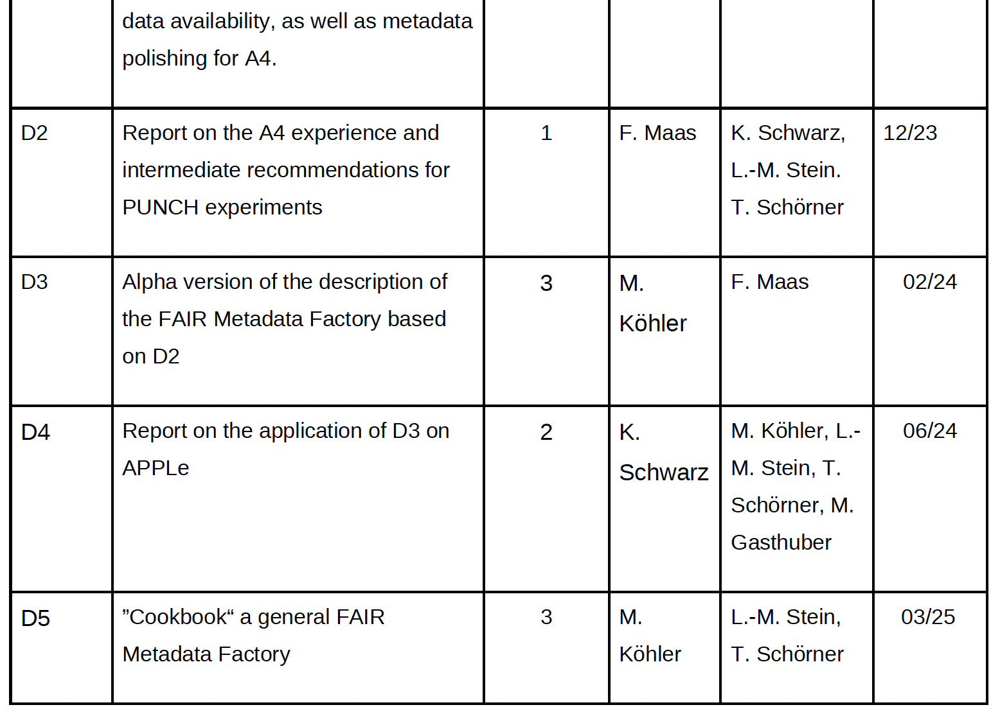 data availability, as well as metadata
polishing for A4.
D2
Report on the A4 experience and
intermediate recommendations for
PUNCH experiments
1
F. Maas
K. Schwarz,
L.-M. Stein.
T. Schörner
12/23
D3
Alpha version of the description of
the FAIR Metadata Factory based
on D2
3
M.
Köhler
F. Maas
02/24
D4
Report on the application of D3 on
APPLe
2
K.
Schwarz
M. Köhler, L.-
M. Stein, T.
Schörner, M.
Gasthuber
06/24
D5
”Cookbook“ a general FAIR
Metadata Factory
3
M.
Köhler
L.-M. Stein,
T. Schörner
03/25